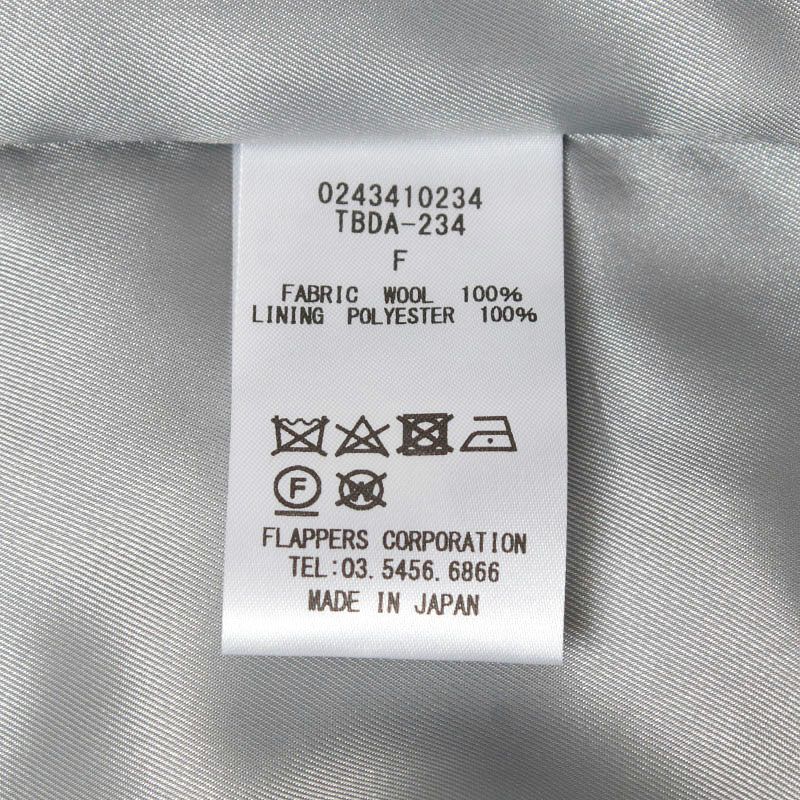 0243410234
TBDA-234
F
FABRIC WOOL 100%
LINING POLYESTER 100%
F W
FLAPPERS CORPORATION
TEL:03.5456.6866
MADE IN JAPAN